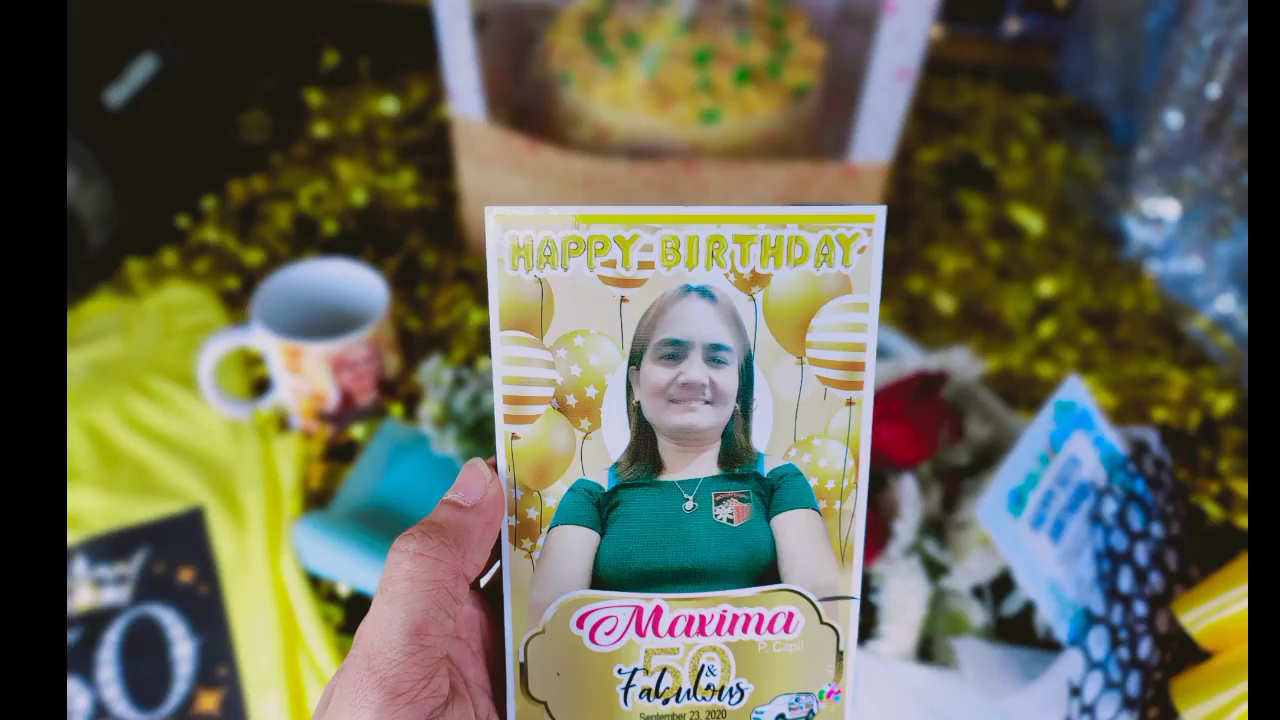 HAPPY BIRTHDAY
Maxima
P. Capil
50
&
Fabulous
September 23, 2020
50